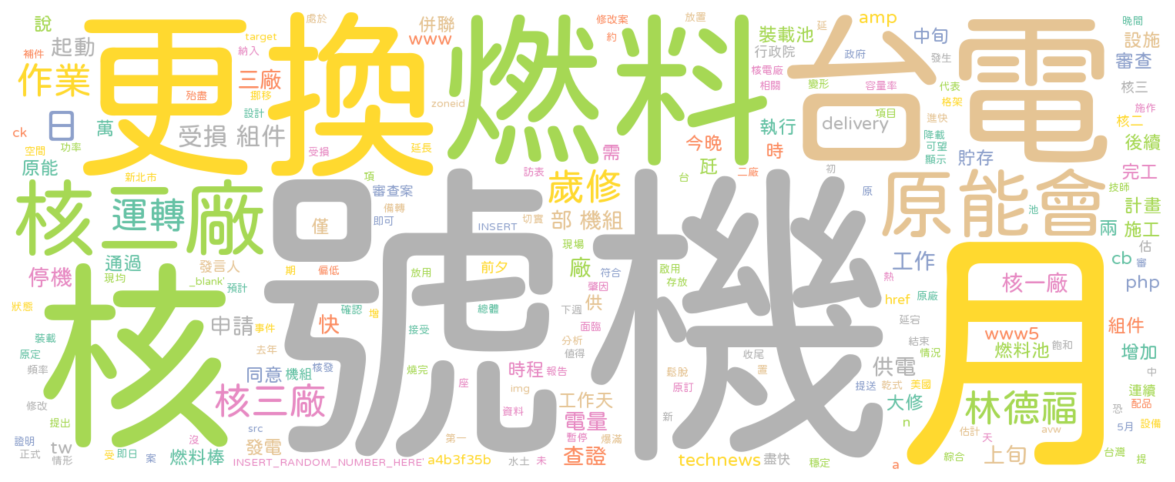 更換
燃料
台電
號機
月
核
核二廠
原能會
核三廠
林德福
運轉
歲修
作業
日
說
起動
併聯
www
修改案
約
放置
amp
裝載池
行政院
延
政府
中旬
晚間
發生
設施
審查
處於
target
納入
補件
三廠
挪移
殆盡
設計
受損
組件
萬
ck
原能
空間
功率
zoneid
延長
受損
新北市
訪表
需
今晚
瓩
核電廠
相關
變形
容量率
執行
時
delivery
二廠
台
項目
代表
格架
進快
降載
可望
顯示
貯存
核三
施作
核二
後續
完工
技師
計畫
施工
兩
初
原
池
估
審
項
審查案
備轉
即可
僅
部
機組
切實
INSERT
現場
廠
供
前夕
放用
通過
發言人
停機
現均
_blank'
預計
期
偏低
狀態
申請
快
裝載
原定
頻率
同意
機組
去年
事件
增
確認
總體
接受
核發
燒完
時程
報告
值得
分析
下週
面臨
肇因
符合
啟用
存放
工作
熱
核一廠
cb
php
href
原廠
延宕
www5
燃料池
飽和
組件
增加
結束
情況
供電
收尾
鬆脫
原訂
置
提送
乾式
美國
大修
中
連續
配品
恐
設備
5月
n
估計
天
上旬
台灣
提
綜合
avw
a
穩定
盡快
technews
新
爆滿
暫停
電量
查證
未
水土
第一
工作天
img
座
資料
a4b3f35b
INSERT_RANDOM_NUMBER_HERE'
src
發電
沒
燃料棒
即日
案
受
提出
修改
證明
正式
情形
tw